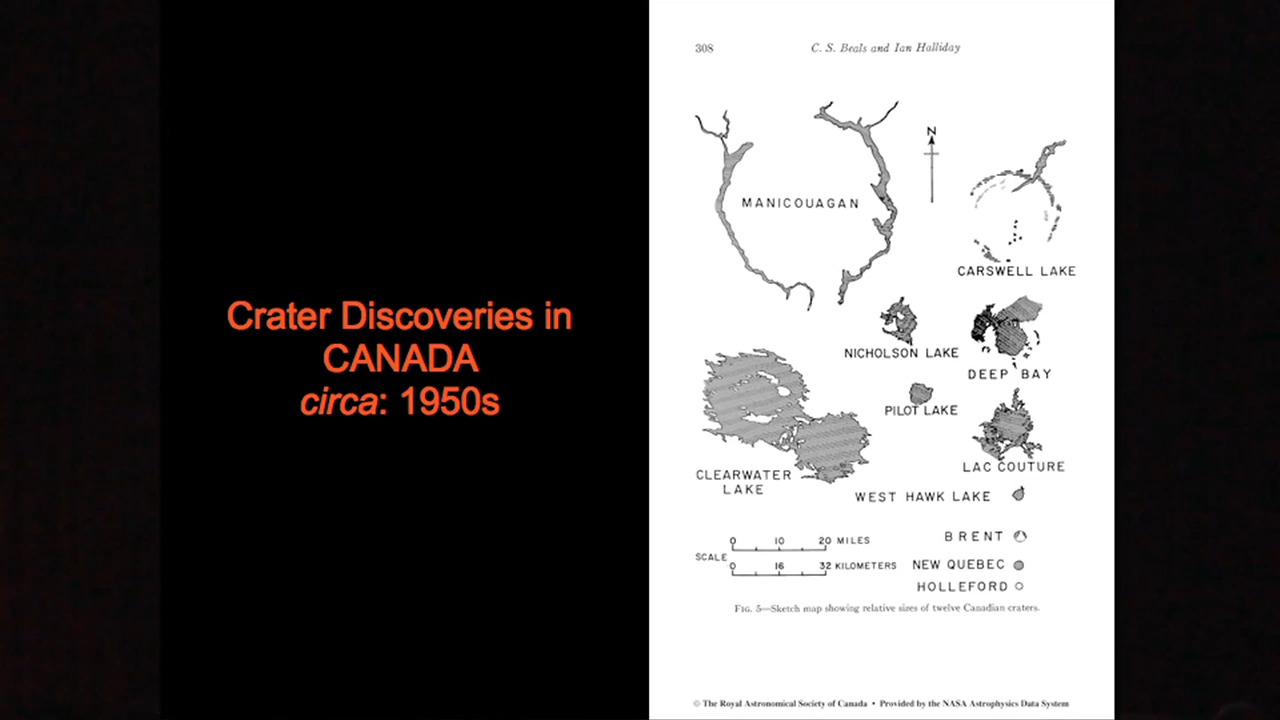 Crater Discoveries in
CANADA
circa: 1950s
308
C. S. Beals and Ian Halliday
N
MANICOUAGAN
CARSWELL LAKE
NICHOLSON LAKE
DEEP BAY
PILOT LAKE
LAC COUTURE
CLEARWATER
LAKE
WEST HAWK LAKE
BRENT
NEW QUEBEC
HOLLEFORD
SCALE
0 10 20 MILES
0 16 32 KILOMETERS
FIG. 5—Sketch map showing relative sizes of twelve Canadian craters.
© The Royal Astronomical Society of Canada • Provided by the NASA Astrophysics Data System